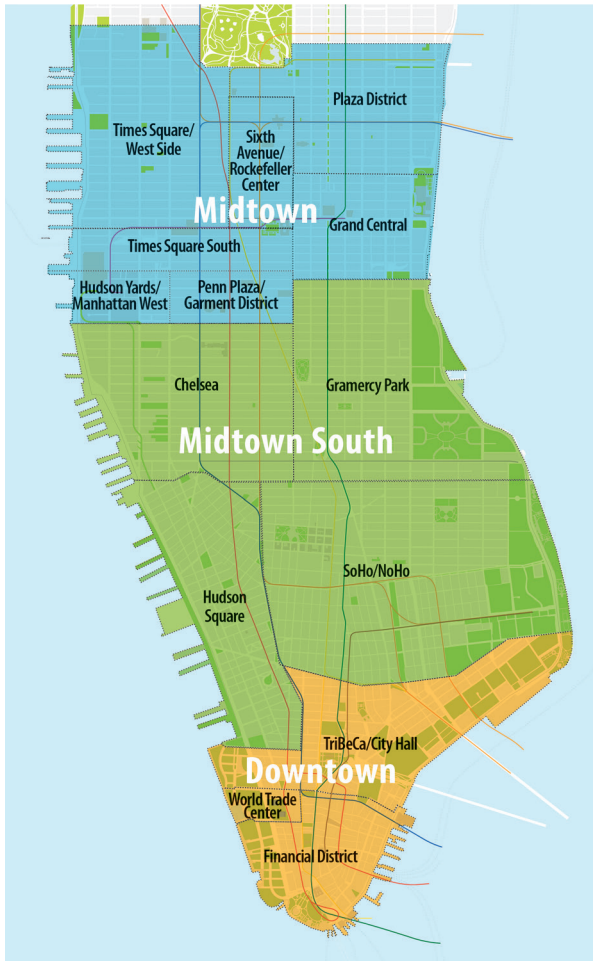 Plaza District
Times Square/
West Side
Sixth
Avenue/
Rockefeller
Center
Midtown
Grand Central
Times Square South
Hudson Yards/
Manhattan West
Penn Plaza/
Garment District
Chelsea
Gramercy Park
Midtown South
SoHo/NoHo
Hudson
Square
TriBeCa/City Hall
Downtown
World Trade
Center
Financial District